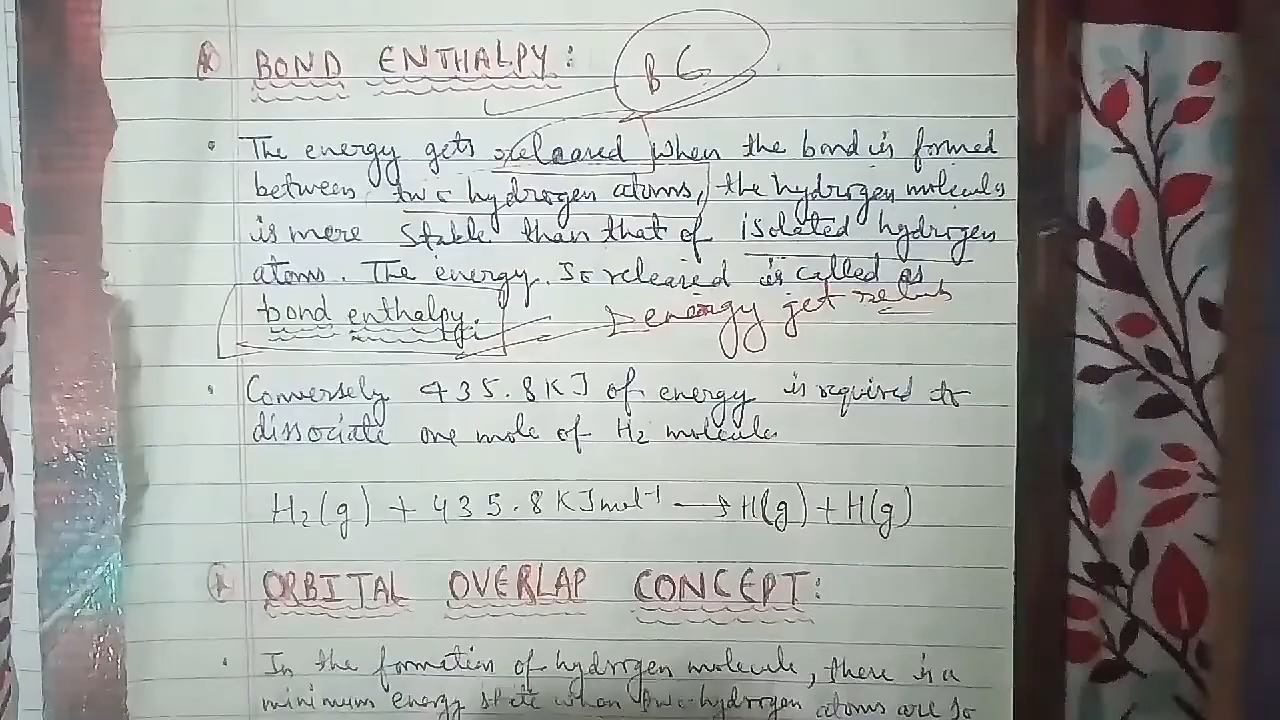 BOND ENTHALPY:
The energy gets released when the bond is formed
between two hydrogen atoms, the hydrogen molecule
is more stable than that of isolated hydrogen
atoms. The energy. So released is called as
bond enthalpy.
energy get
Conversely 435.8KJ of energy is required to
dissociate one mole of H2 molecule
H2(g) + 435.8 KJmol-1 → H(g) + H(g)
ORBITAL OVERLAP CONCEPT:
In the formation of hydrogen molecule, there is a
minimum energy state when two hydrogen atoms are so